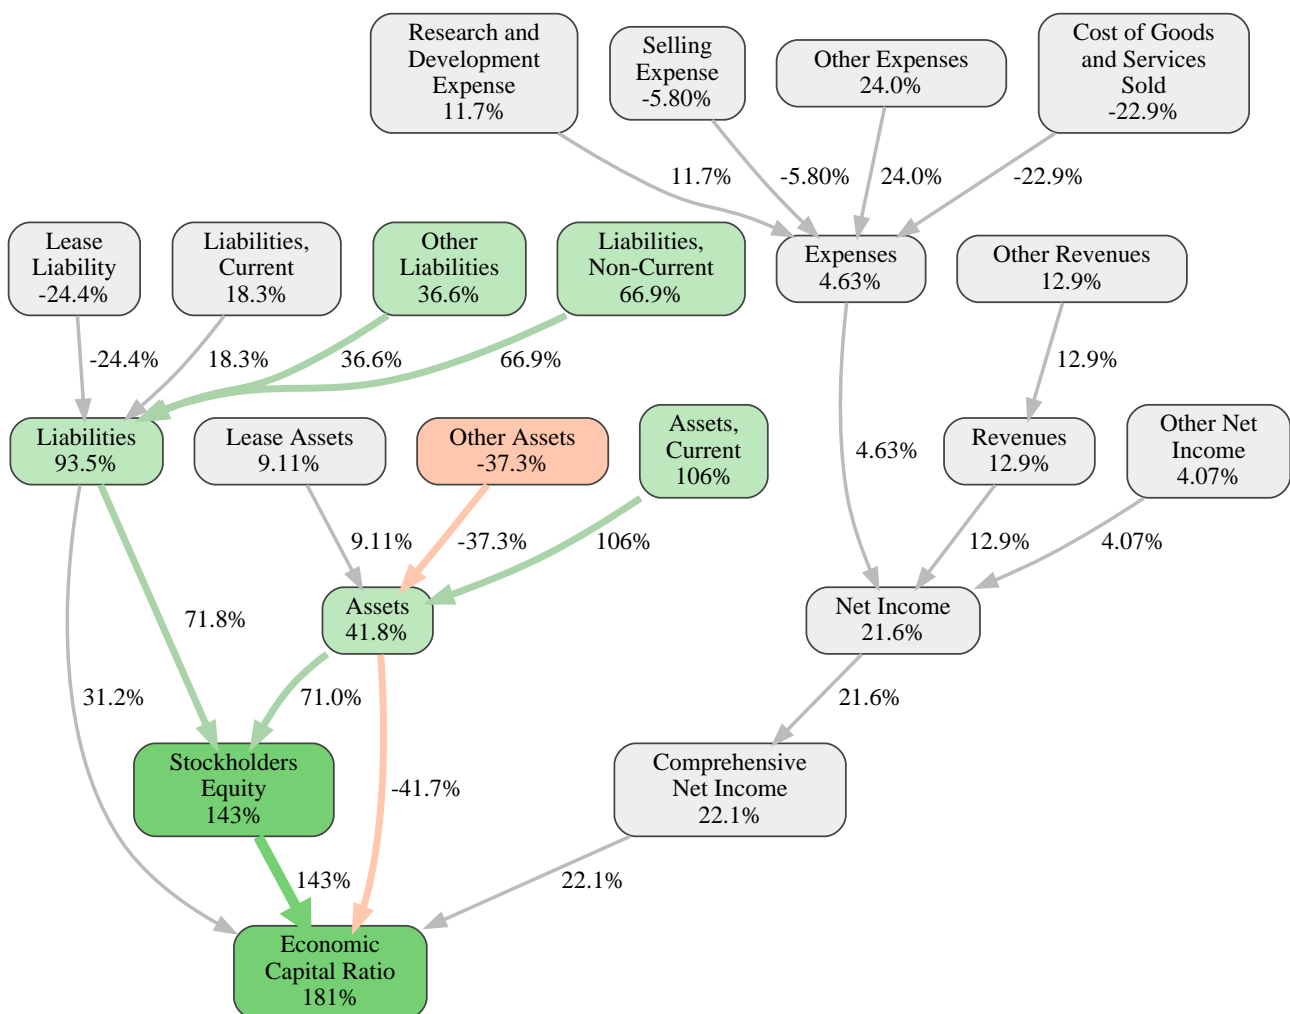 Research and
Development
Expense
11.7%
Selling
Expense
-5.80%
Other Expenses
24.0%
Cost of Goods
and Services
Sold
-22.9%
11.7%
-5.80%
24.0%
-22.9%
Lease
Liability
-24.4%
Liabilities,
Current
18.3%
Other
Liabilities
36.6%
Liabilities,
Non-Current
66.9%
Expenses
4.63%
Other Revenues
12.9%
-24.4%
18.3%
36.6%
66.9%
12.9%
Liabilities
93.5%
Lease Assets
9.11%
Other Assets
-37.3%
Assets,
Current
106%
4.63%
Revenues
12.9%
Other Net
Income
4.07%
9.11%
-37.3%
106%
12.9%
4.07%
71.8%
Assets
41.8%
Net Income
21.6%
31.2%
71.0%
21.6%
Stockholders
Equity
143%
-41.7%
Comprehensive
Net Income
22.1%
143%
22.1%
Economic
Capital Ratio
181%